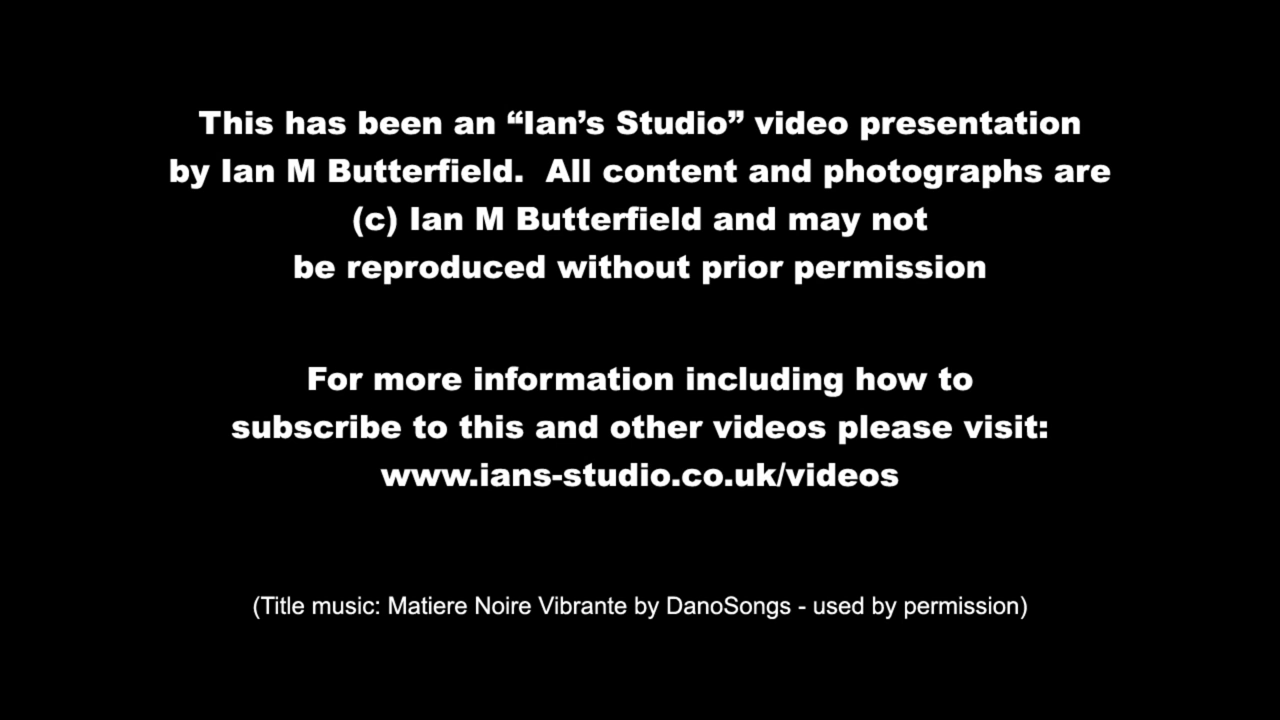 This has been an “Ian’s Studio” video presentation
by Ian M Butterfield.  All content and photographs are
(c) Ian M Butterfield and may not
be reproduced without prior permission
For more information including how to
subscribe to this and other videos please visit:
www.ians-studio.co.uk/videos
(Title music: Matiere Noire Vibrante by DanoSongs - used by permission)